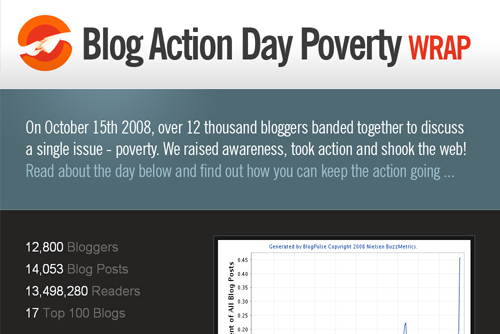 Blog Action Day Poverty WRAP
On October 15th 2008, over 12 thousand bloggers banded together to discuss
a single issue - poverty. We raised awareness, took action and shook the web!
Read about the day below and find out how you can keep the action going ...
12,800 Bloggers
14,053 Blog Posts
13,498,280 Readers
17 Top 100 Blogs
Generated by BlogPulse Copyright 2008 Nielsen BuzzMetrics.
of All Blog Posts
0.45
0.40
0.35
0.30
0.25
0.20